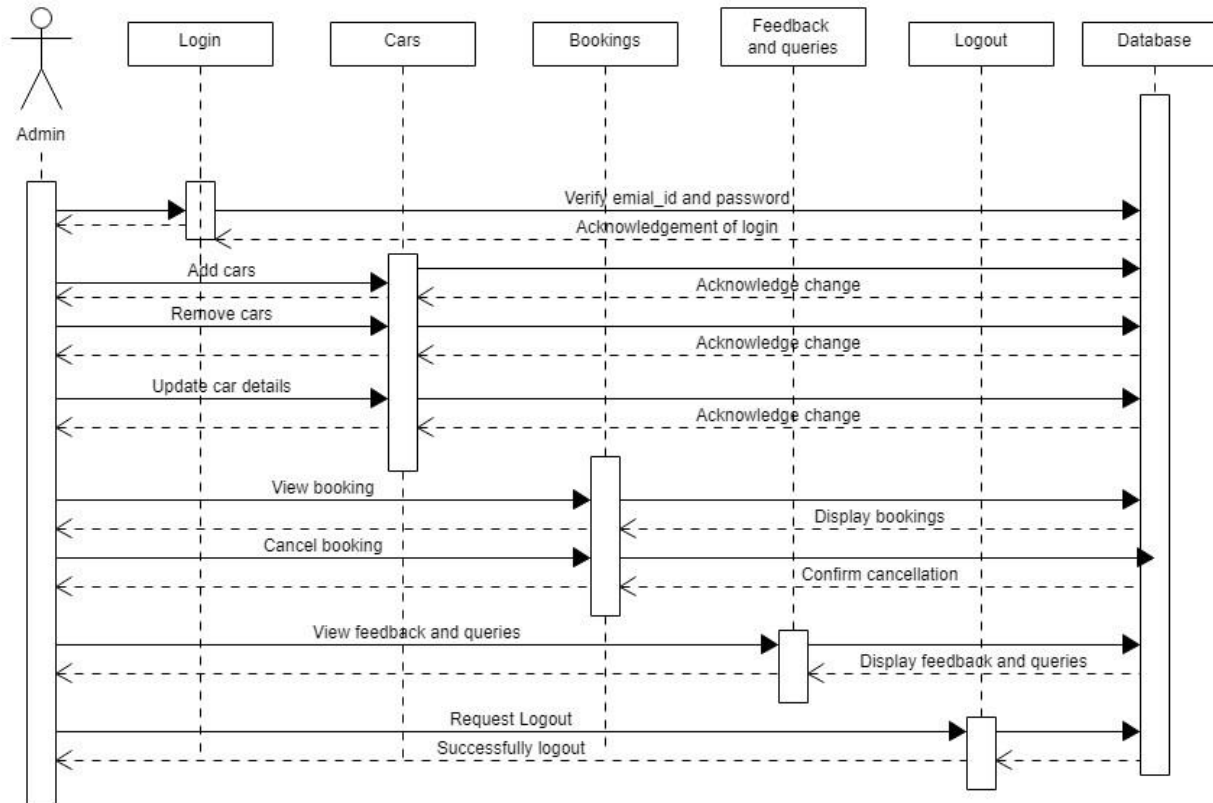 Login
Cars
Bookings
Feedback
and queries
Logout
Database
Admin
Verify emial_id and password
Acknowledgement of login
Add cars
Acknowledge change
Remove cars
Acknowledge change
Update car details
Acknowledge change
View booking
Display bookings
Cancel booking
Confirm cancellation
View feedback and queries
Display feedback and queries
Request Logout
Successfully logout